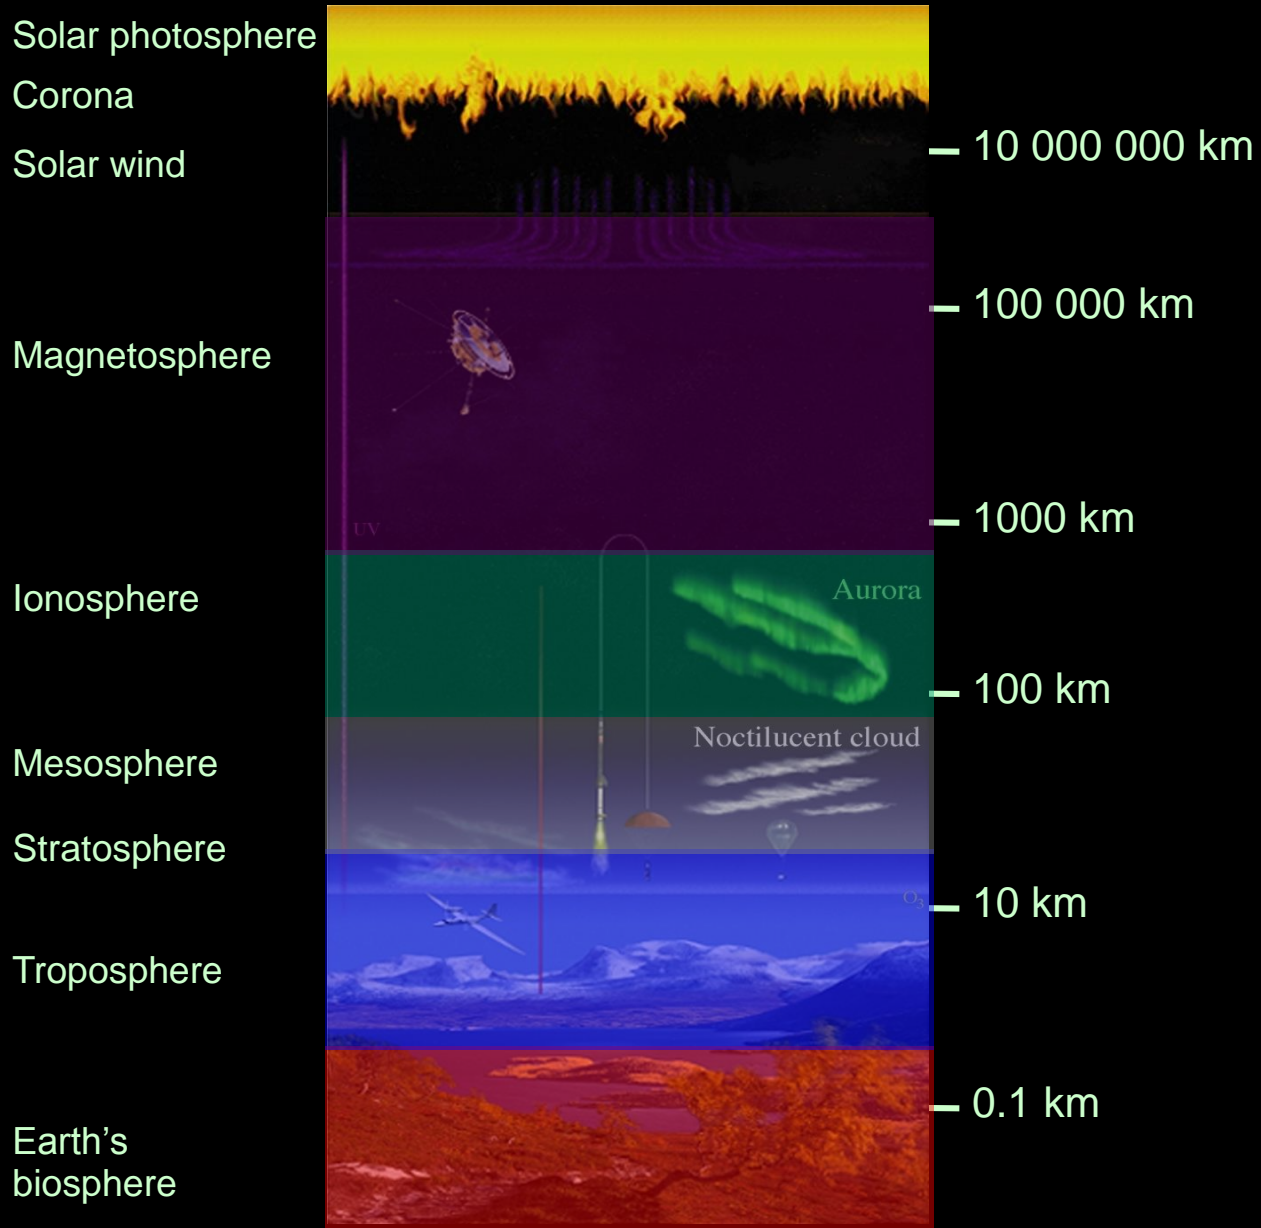 Solar photosphere
Corona
Solar wind
10 000 000 km
100 000 km
Magnetosphere
1000 km
UV
Ionosphere
Aurora
100 km
Noctilucent cloud
Mesosphere
Stratosphere
O₃
10 km
Troposphere
0.1 km
Earth’s
biosphere